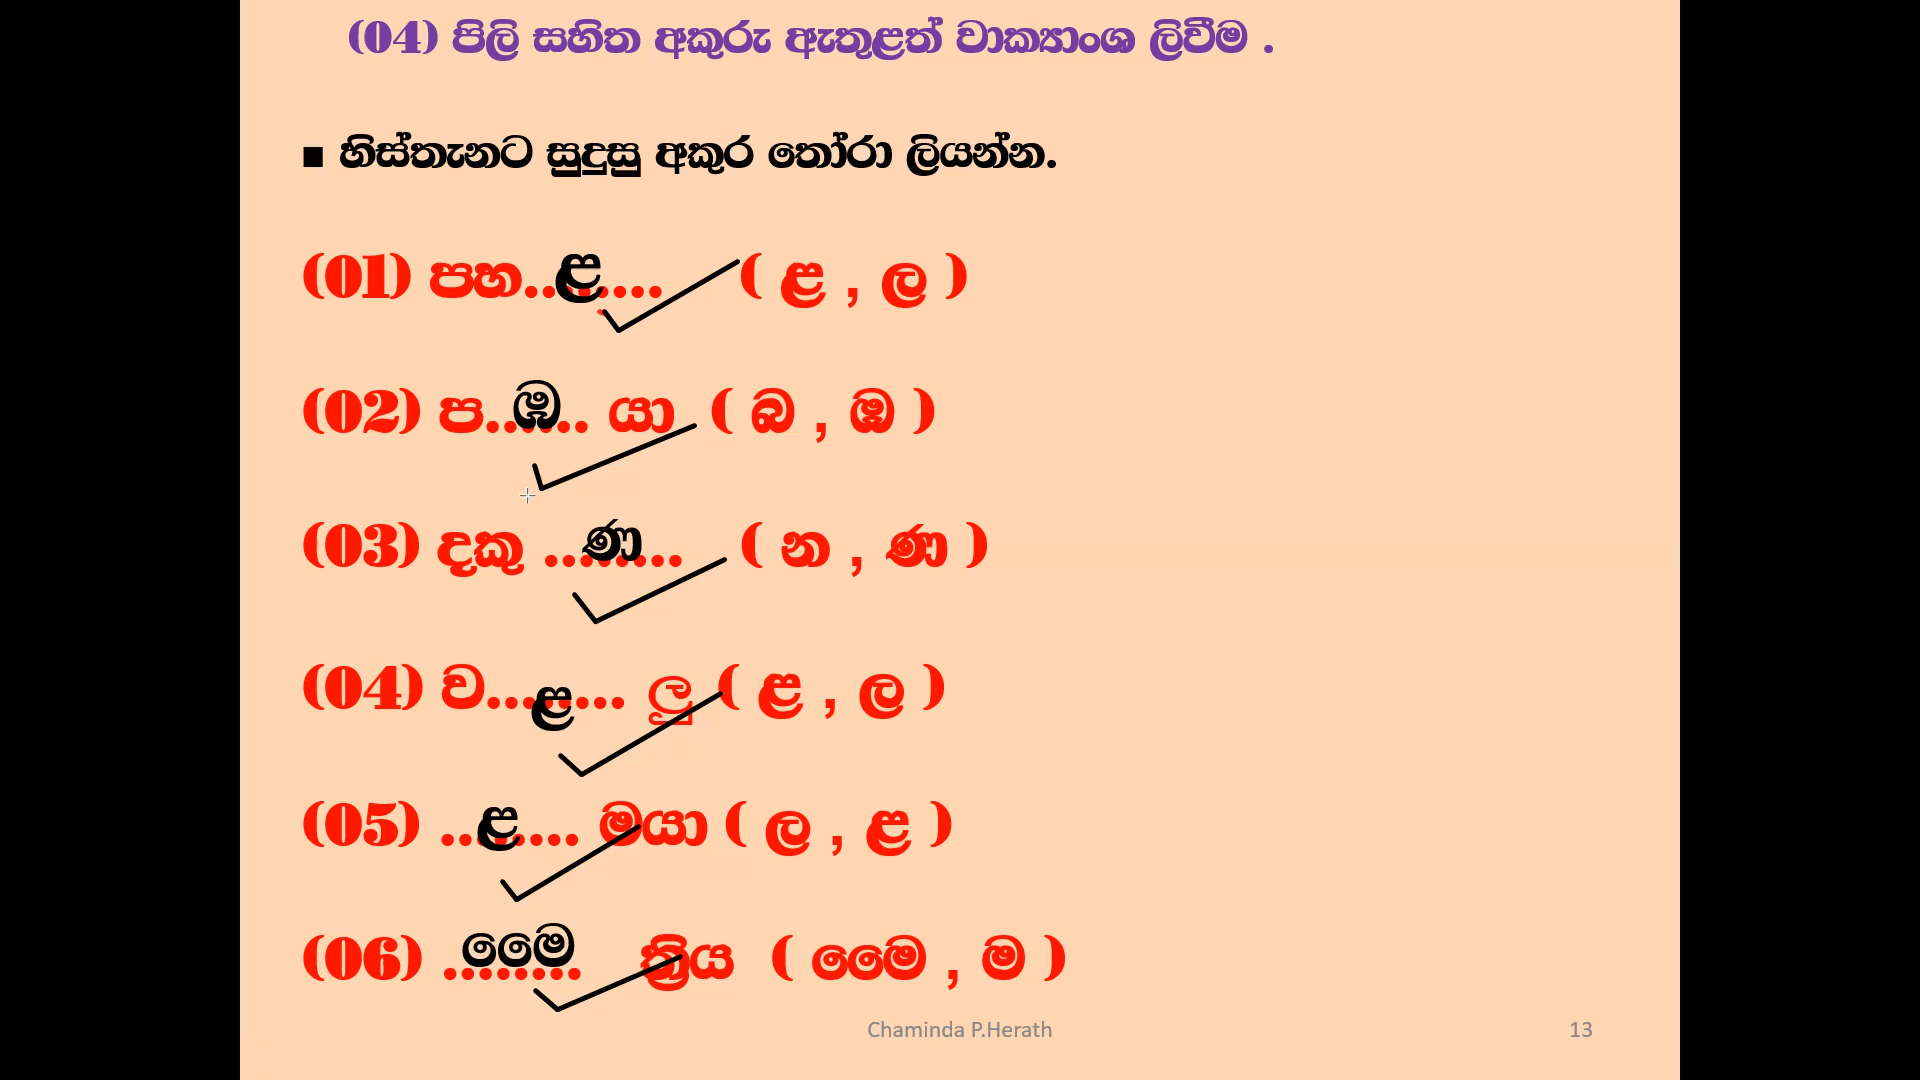 (04) පිලි සහිත අකුරු ඇතුළත් වාක්‍යාංශ ලිවීම .
▪ හිස්තැනට සුදුසු අකුර තෝරා ලියන්න.
(01) පහ........ ළ ( ළ , ල )
(02) ප...... ඹ යා ( බ , ඹ )
(03) දකු ........ ණ ( න , ණ )
(04) ව........ ළ ලු ( ළ , ල )
(05) ........ ළ මයා ( ල , ළ )
(06) ........ මෛ ත්‍රිය ( මෛ , ම )
Chaminda P.Herath
13